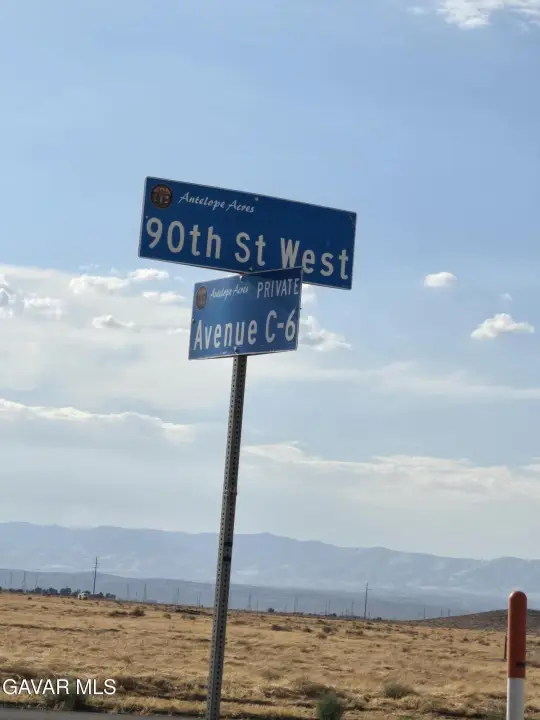 Antelope Acres
90th St West
Antelope Acres PRIVATE
Avenue C-6
GAVAR MLS